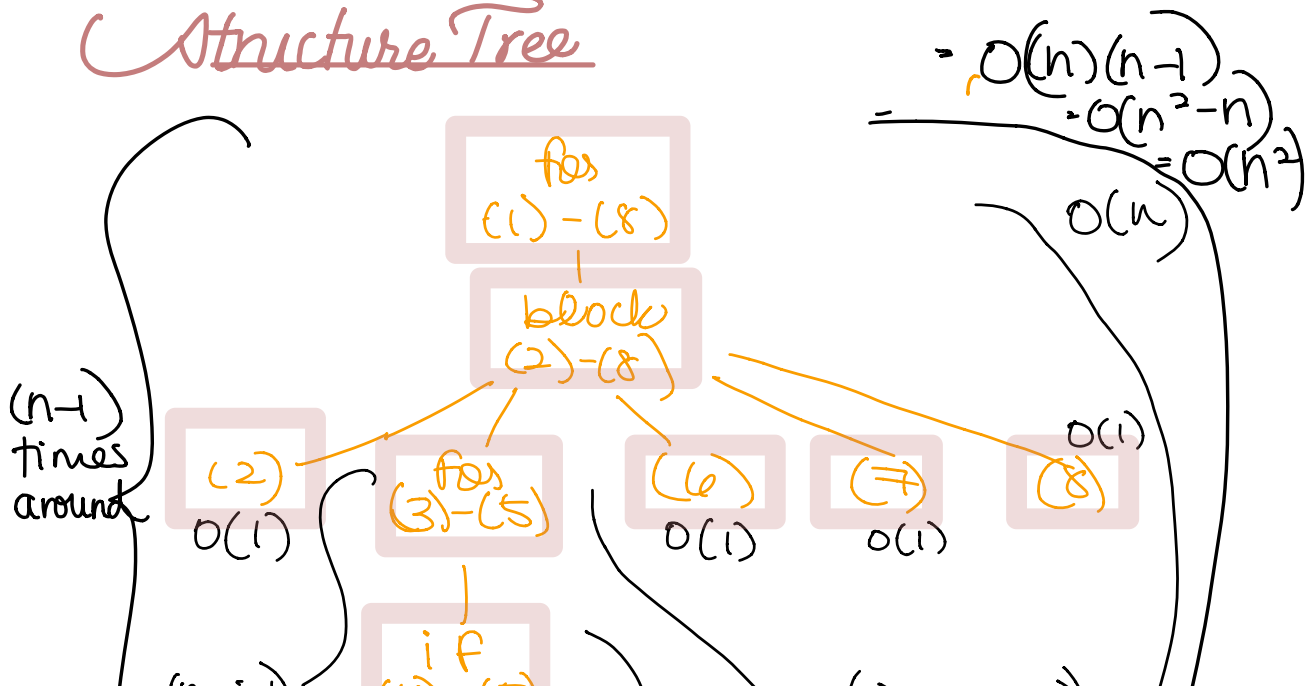 Structure Tree
= O(n)(n-1)
= O(n²-n)
= O(n²)
O(n)
for
(1)-(8)
block
(2)-(8)
(n-1)
times
around
(2)
O(1)
for
(3)-(5)
(6)
O(1)
(7)
O(1)
O(1)
(8)
if